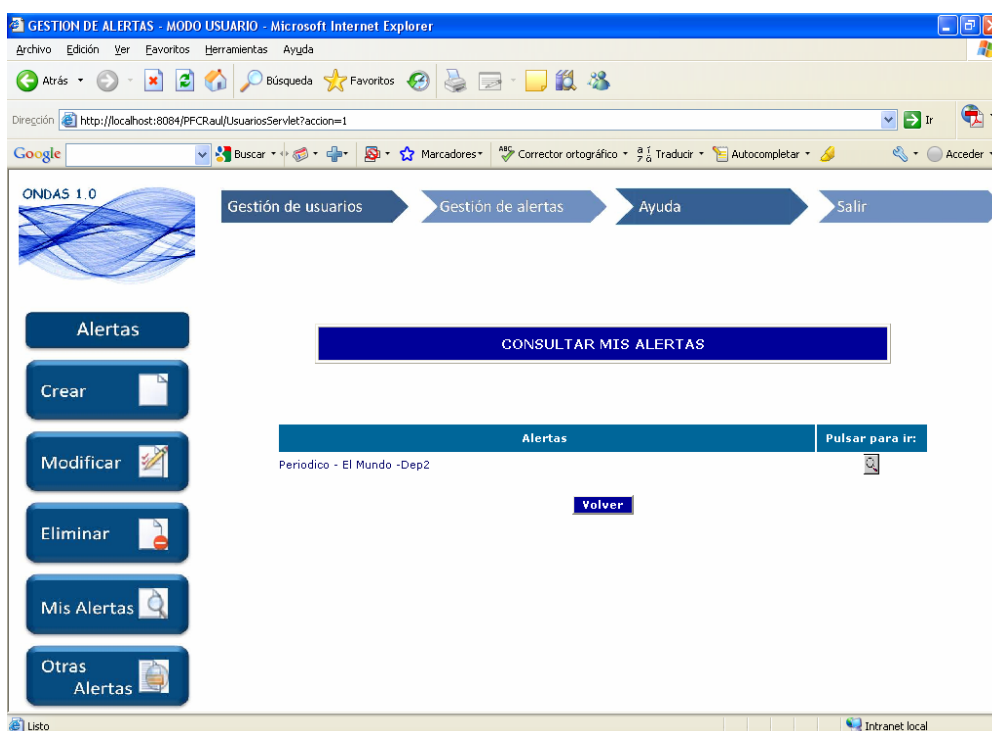 GESTION DE ALERTAS - MODO USUARIO - Microsoft Internet Explorer
Archivo Edición Ver Favoritos Herramientas Ayuda
Atrás Búsqueda Favoritos
Dirección http://localhost:8084/PFCRaul/UsuariosServlet?accion=1 Ir
Google Buscar Marcadores ABC Corrector ortográfico Traducir Autocompletar Acceder
ONDAS 1.0
Gestión de usuarios Gestión de alertas Ayuda Salir
Alertas
CONSULTAR MIS ALERTAS
Crear
Alertas Pulsar para ir:
Modificar
Periodico - El Mundo -Dep2
Volver
Eliminar
Mis Alertas
Otras
Alertas
Listo Intranet local